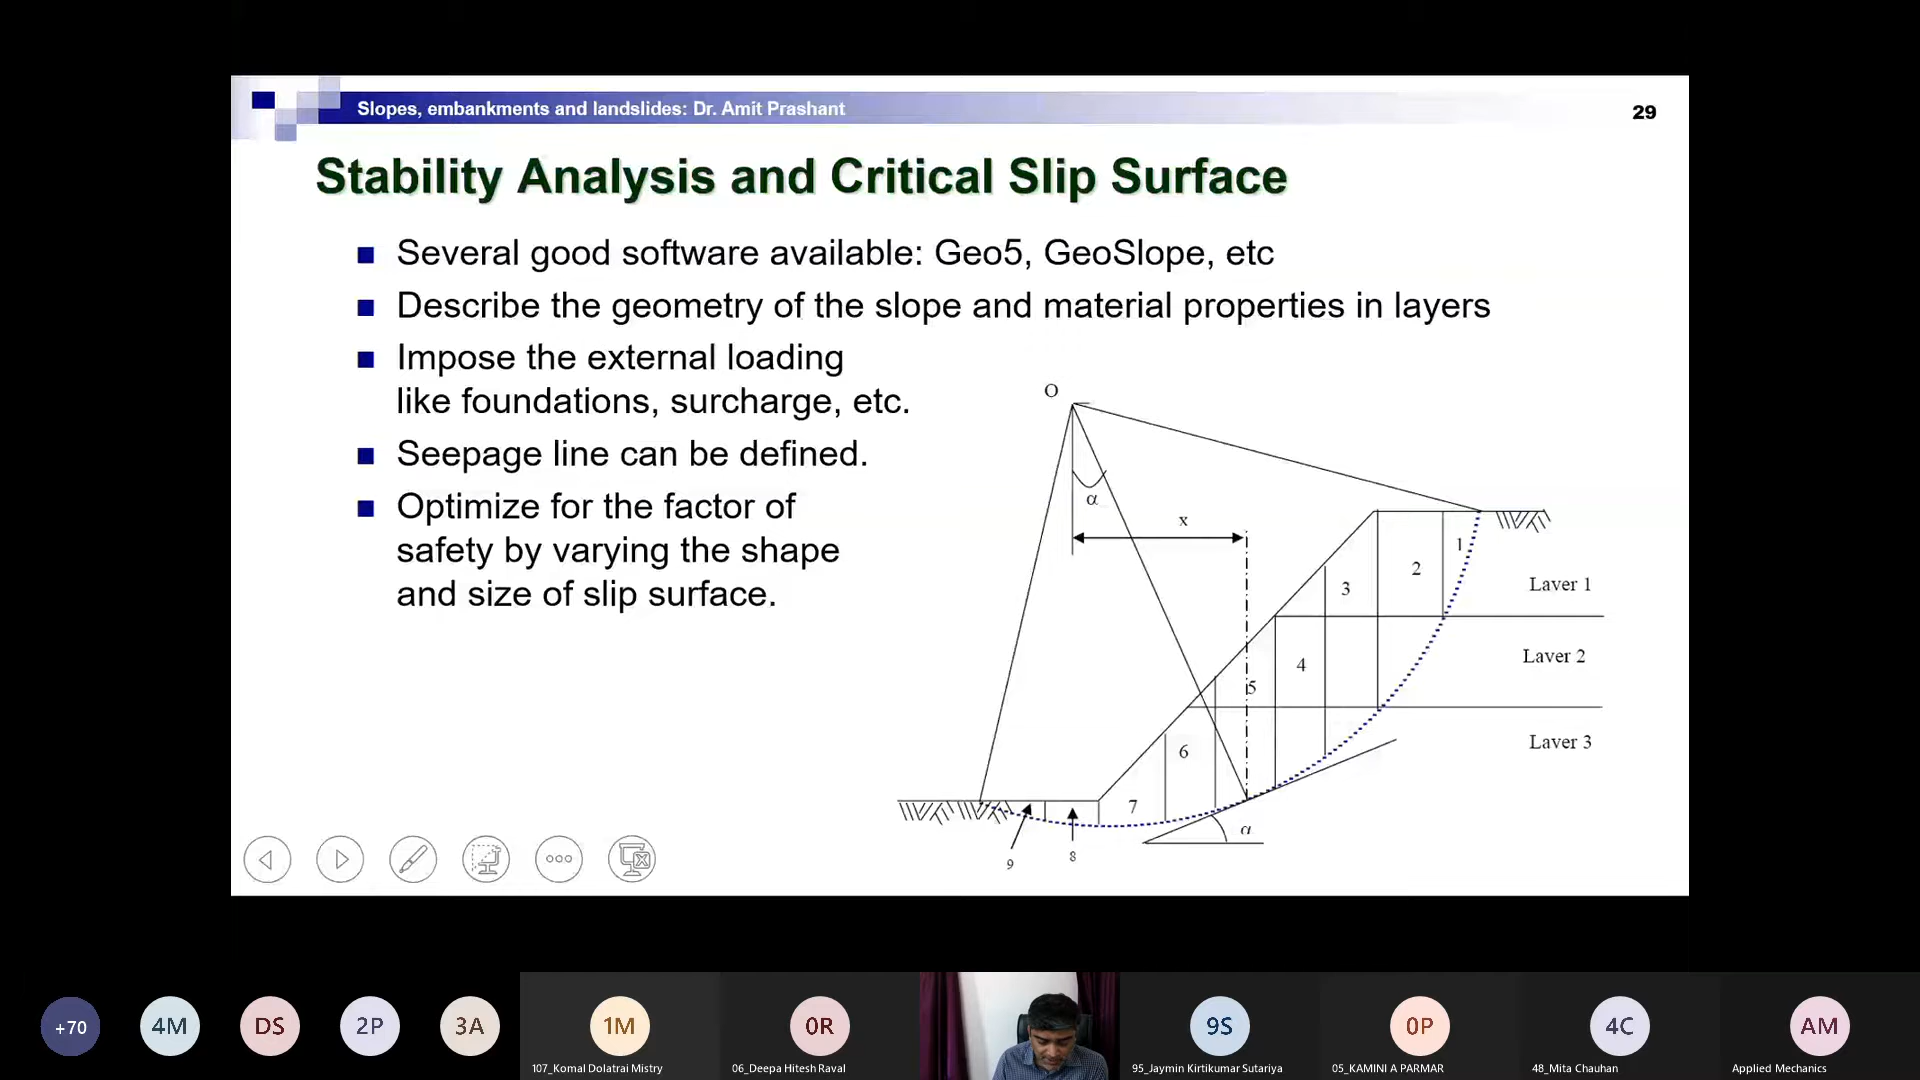 Slopes, embankments and landslides: Dr. Amit Prashant
29
Stability Analysis and Critical Slip Surface
Several good software available: Geo5, GeoSlope, etc
Describe the geometry of the slope and material properties in layers
Impose the external loading
like foundations, surcharge, etc.
Seepage line can be defined.
Optimize for the factor of
safety by varying the shape
and size of slip surface.
O
α
x
1
2
3
Laver 1
4
Laver 2
5
6
Laver 3
7
α
8
9
+70
4M
DS
2P
3A
1M
0R
9S
0P
4C
AM
107_Komal Dolatrai Mistry
06_Deepa Hitesh Raval
95_Jaymin Kirtikumar Sutariya
05_KAMINI A PARMAR
48_Mita Chauhan
Applied Mechanics